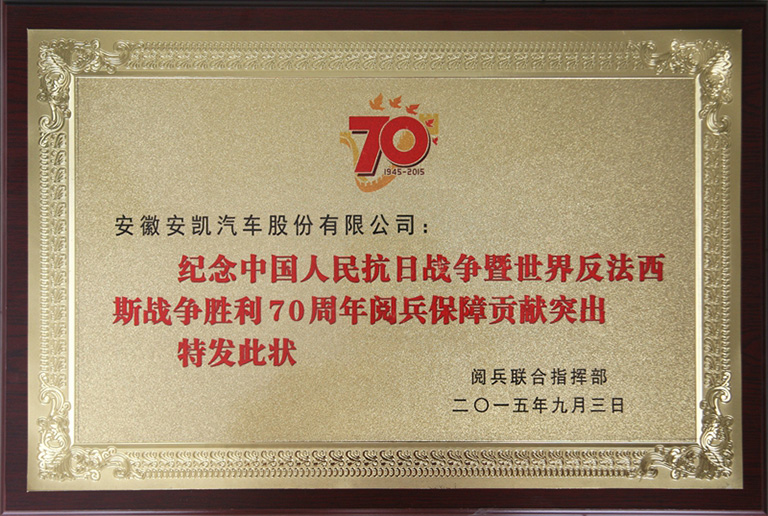 70
1945-2015
安徽安凯汽车股份有限公司：
纪念中国人民抗日战争暨世界反法西
斯战争胜利70周年阅兵保障贡献突出
特发此状
阅兵联合指挥部
二〇一五年九月三日